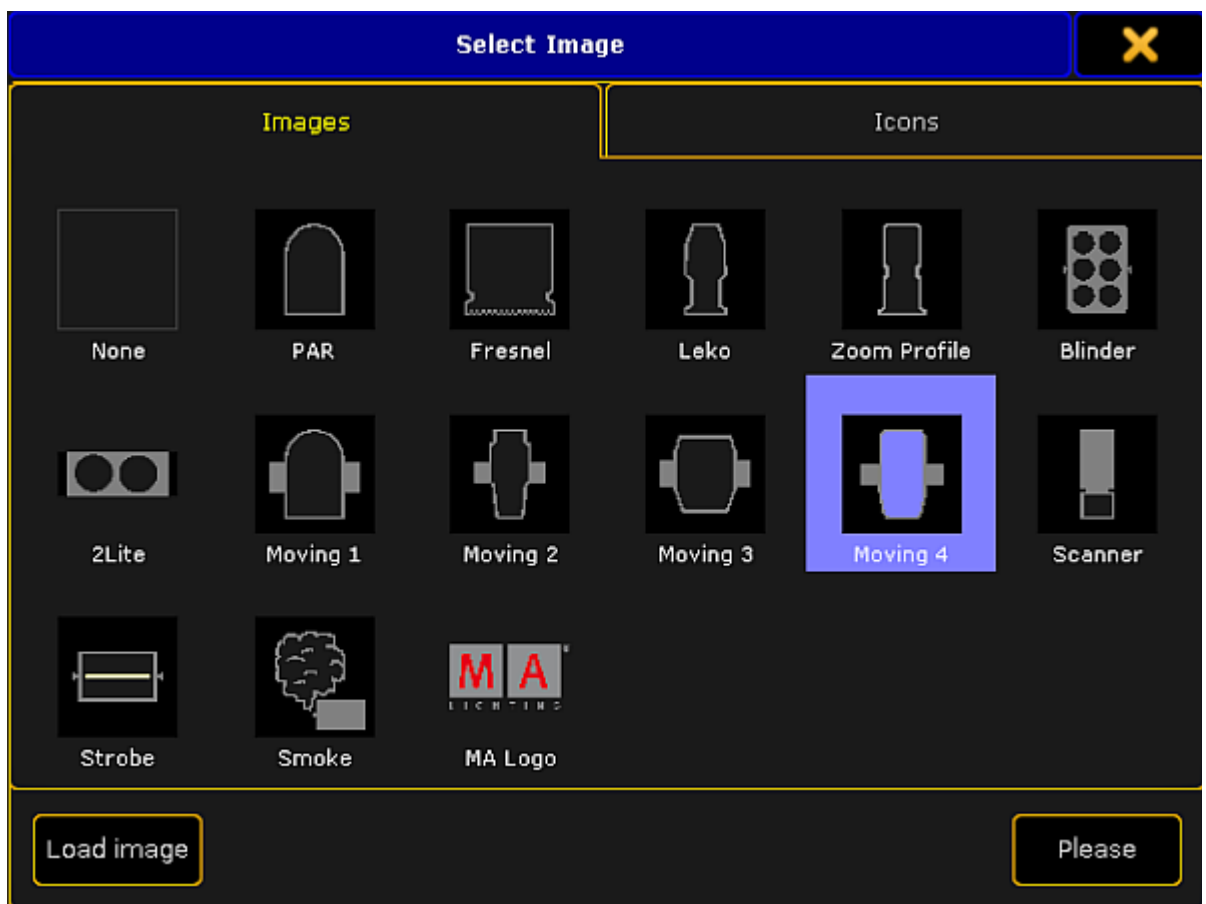 Select Image
Images Icons
None PAR Fresnel Leko Zoom Profile Blinder
2Lite Moving 1 Moving 2 Moving 3 Moving 4 Scanner
MA
LIGHTING
Strobe Smoke MA Logo
Load image Please